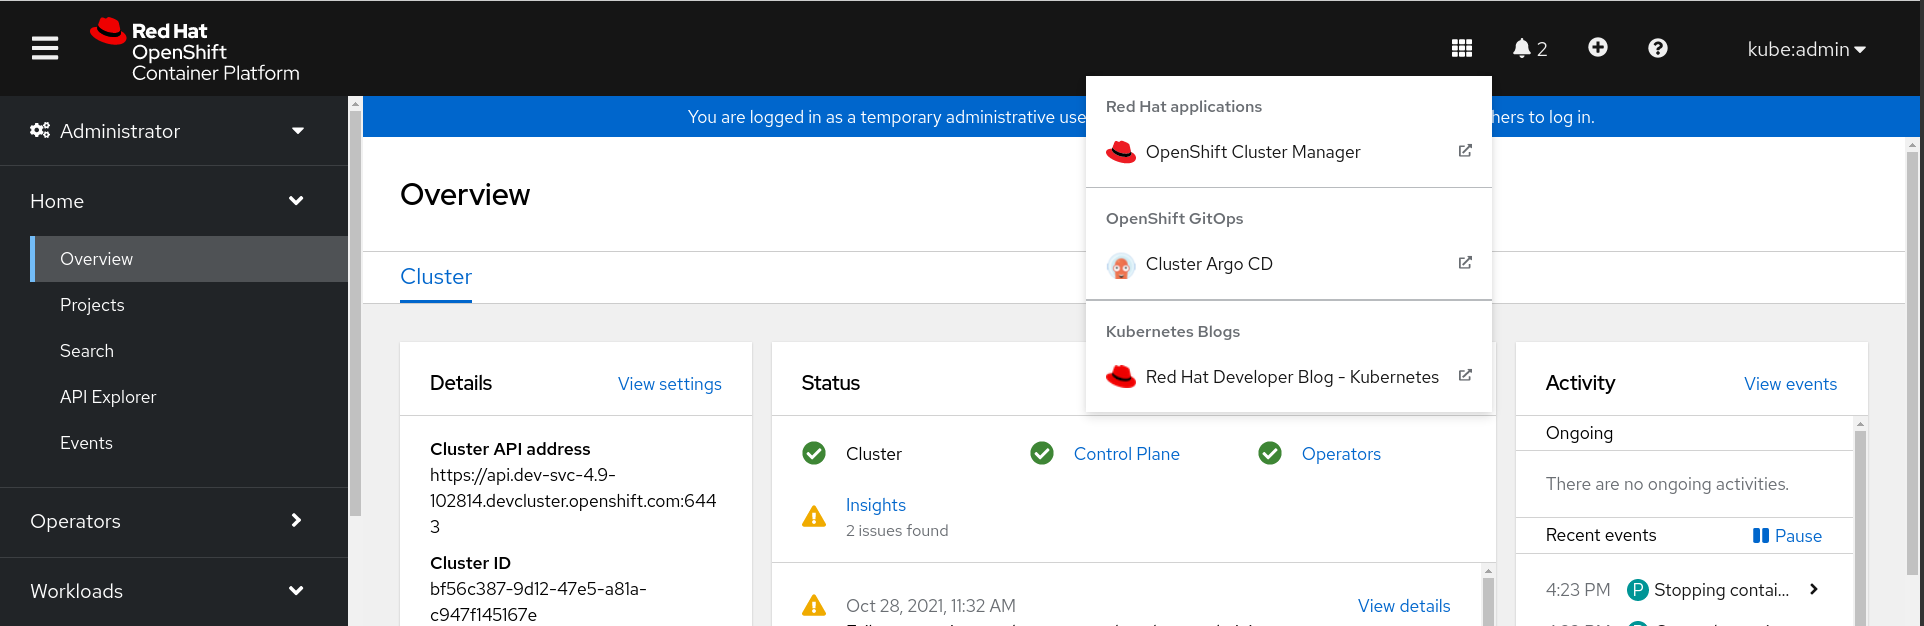 Red Hat
OpenShift
Container Platform
2
kube:admin
Administrator
Home
Overview
Projects
Search
API Explorer
Events
Operators
Workloads
You are logged in as a temporary administrative use
hers to log in.
Red Hat applications
OpenShift Cluster Manager
OpenShift GitOps
Cluster Argo CD
Kubernetes Blogs
Red Hat Developer Blog - Kubernetes
Overview
Cluster
Details
View settings
Cluster API address
https://api.dev-svc-4.9-
102814.devcluster.openshift.com:644
3
Cluster ID
bf56c387-9d12-47e5-a81a-
c947f145167e
Status
Cluster
Control Plane
Operators
Insights
2 issues found
Oct 28, 2021, 11:32 AM
View details
Activity
View events
Ongoing
There are no ongoing activities.
Recent events
Pause
4:23 PM
P
Stopping contai...